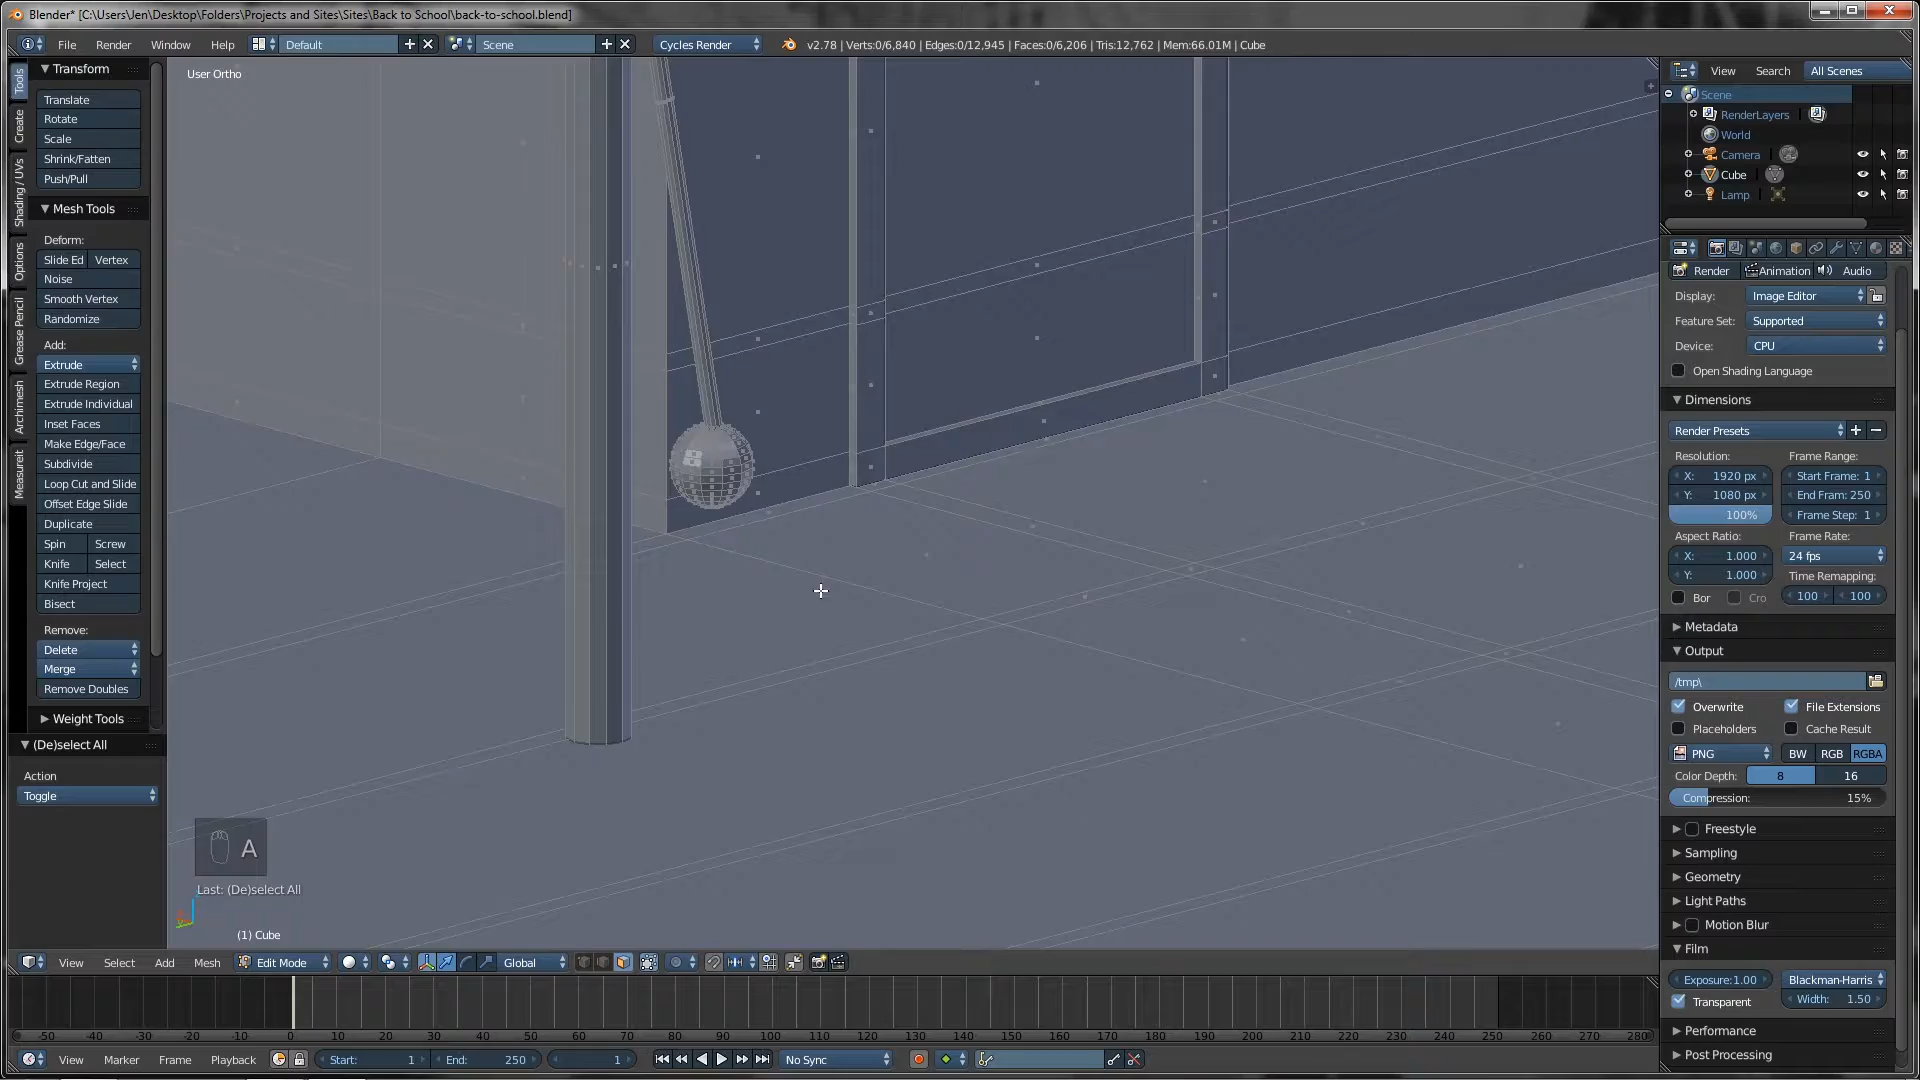 Blender* [C:\Users\Jen\Desktop\Folders\Projects and Sites\Sites\Back to School\back-to-school.blend]
File Render Window Help Default Scene Cycles Render v2.78 | Verts:0/6,840 | Edges:0/12,945 | Faces:0/6,206 | Tris:12,762 | Mem:66.01M | Cube
Tools
Create
Shading / UVs
Options
Grease Pencil
Archimesh
Measureit
Transform
Translate
Rotate
Scale
Shrink/Fatten
Push/Pull
Mesh Tools
Deform:
Slide Ed Vertex
Noise
Smooth Vertex
Randomize
Add:
Extrude
Extrude Region
Extrude Individual
Inset Faces
Make Edge/Face
Subdivide
Loop Cut and Slide
Offset Edge Slide
Duplicate
Spin Screw
Knife Select
Knife Project
Bisect
Remove:
Delete
Merge
Remove Doubles
Weight Tools
(De)select All
Action
Toggle
User Ortho
A
Last: (De)select All
(1) Cube
View Select Add Mesh Edit Mode Global
-50 -40 -30 -20 -10 0 10 20 30 40 50 60 70 80 90 100 110 120 130 140 150 160 170 180 190 200 210 220 230 240 250 260 270 280
View Marker Frame Playback Start: 1 End: 250 1 No Sync
View Search All Scenes
Scene
RenderLayers
World
Camera
Cube
Lamp
Render Animation Audio
Display: Image Editor
Feature Set: Supported
Device: CPU
Open Shading Language
Dimensions
Render Presets
Resolution: Frame Range:
X: 1920 px Start Frame: 1
Y: 1080 px End Fram: 250
100% Frame Step: 1
Aspect Ratio: Frame Rate:
X: 1.000 24 fps
Y: 1.000 Time Remapping:
Bor Cro 100 100
Metadata
Output
/tmp\
Overwrite File Extensions
Placeholders Cache Result
PNG BW RGB RGBA
Color Depth: 8 16
Compression: 15%
Freestyle
Sampling
Geometry
Light Paths
Motion Blur
Film
Exposure:1.00 Blackman-Harris
Transparent Width: 1.50
Performance
Post Processing